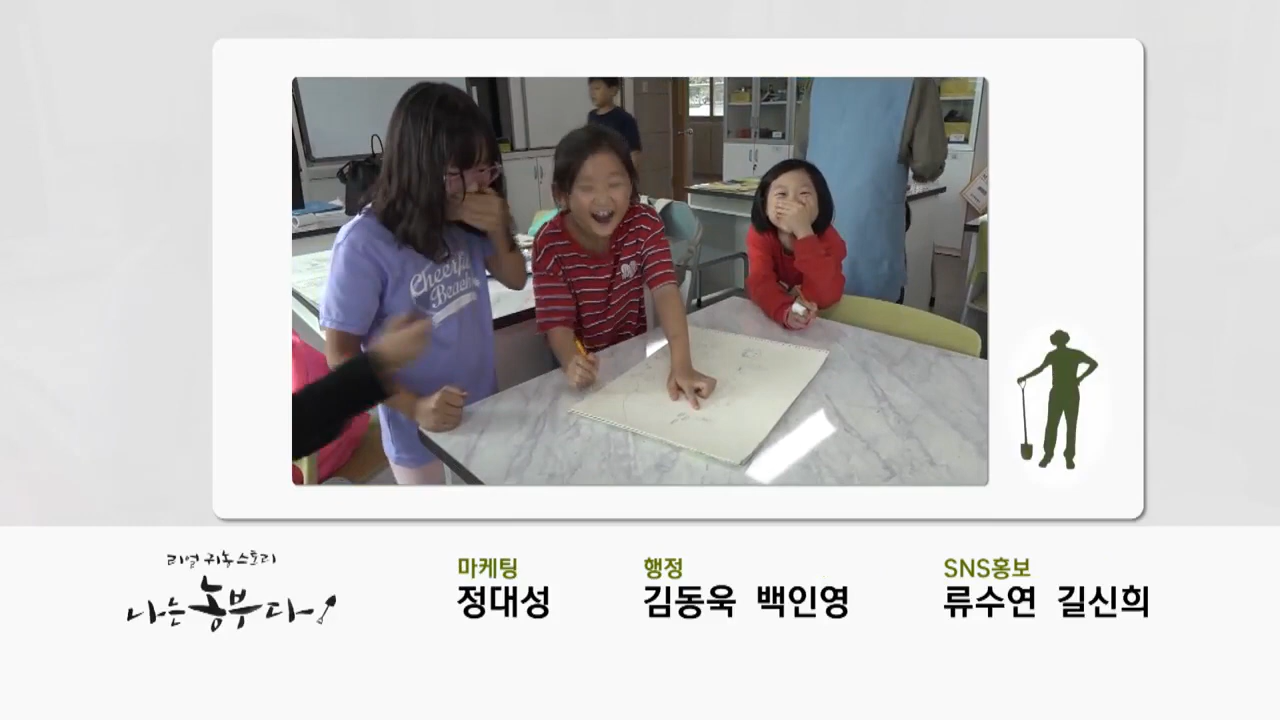 Cheerful
Beach
리얼 귀농스토리
나는 농부다!
마케팅
정대성
행정
김동욱 백인영
SNS홍보
류수연 길신희